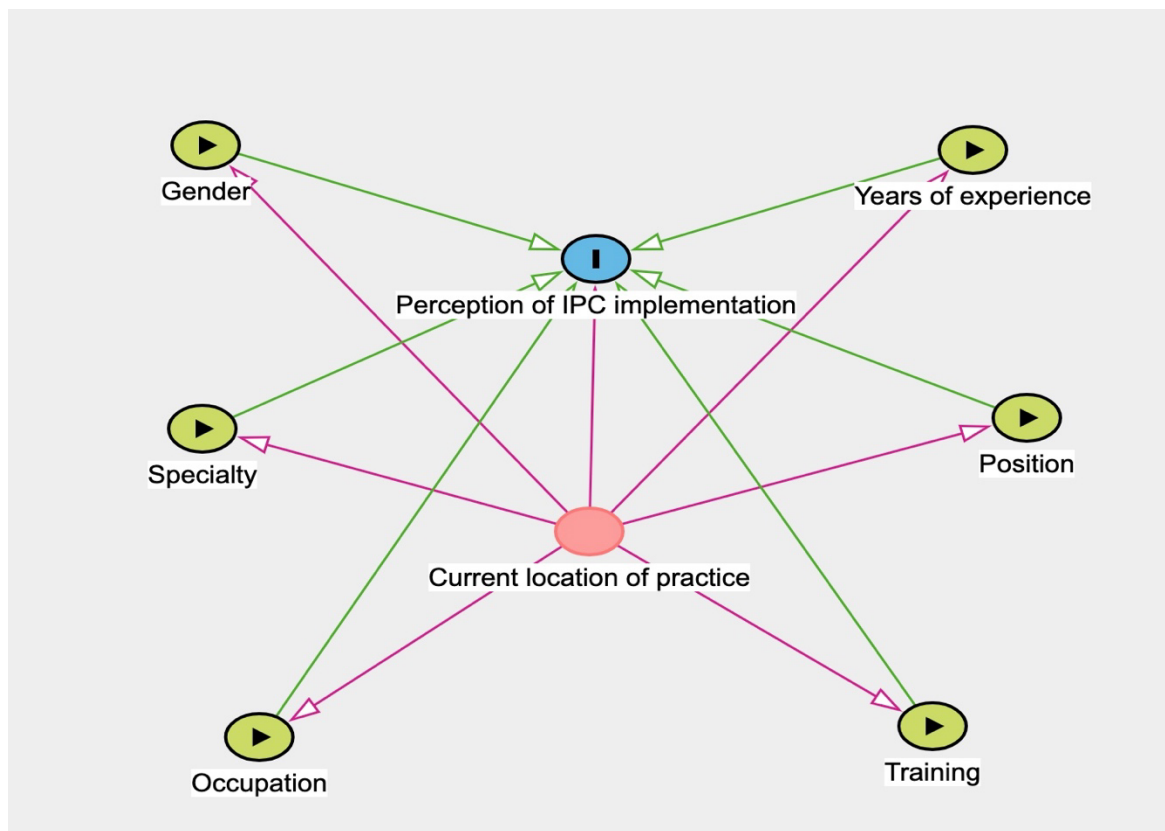 Gender
Years of experience
Perception of IPC implementation
Specialty
Position
Current location of practice
Occupation
Training